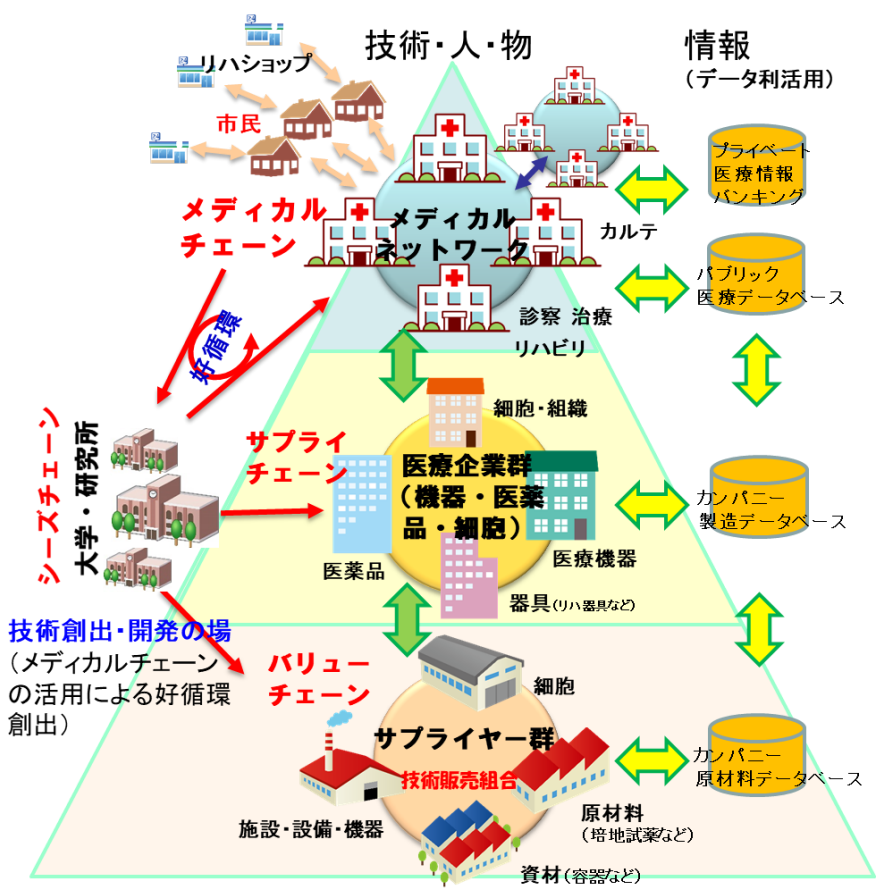 技術・人・物
情報
（データ利活用）
リハショップ
市民
プライベート
医療情報
バンキング
メディカル
チェーン
メディカル
ネットワーク
カルテ
パブリック
医療データベース
好循環
診察 治療
リハビリ
細胞・組織
サプライ
チェーン
医療企業群
（機器・医薬
品・細胞）
シーズチェーン
大学・研究所
カンパニー
製造データベース
医薬品
医療機器
器具（リハ器具など）
技術創出・開発の場
（メディカルチェーン
の活用による好循環
創出）
バリュー
チェーン
細胞
サプライヤー群
技術販売組合
カンパニー
原材料データベース
施設・設備・機器
原材料
（培地試薬など）
資材（容器など）